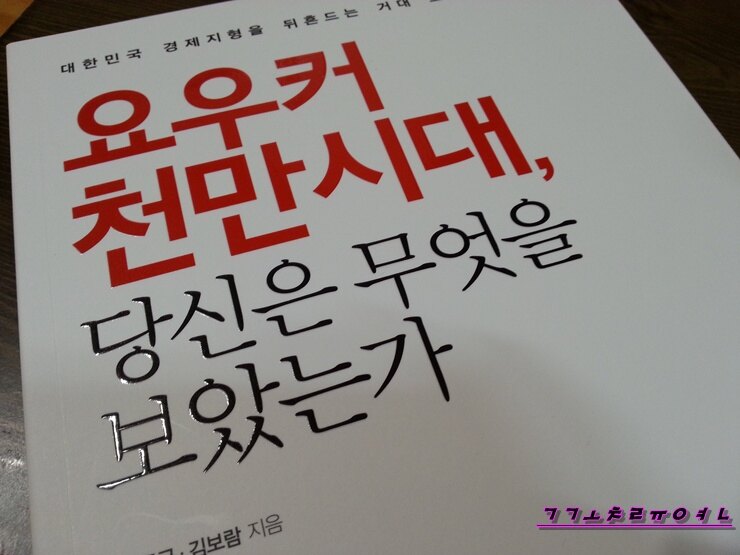 대한민국 경제지형을 뒤흔드는 거대
요우커
천만시대,
당신은 무엇을
보았는가
김보람 지음
ㄱㄱㅗㅊㅡㄹㅠㅇㅕㄴ